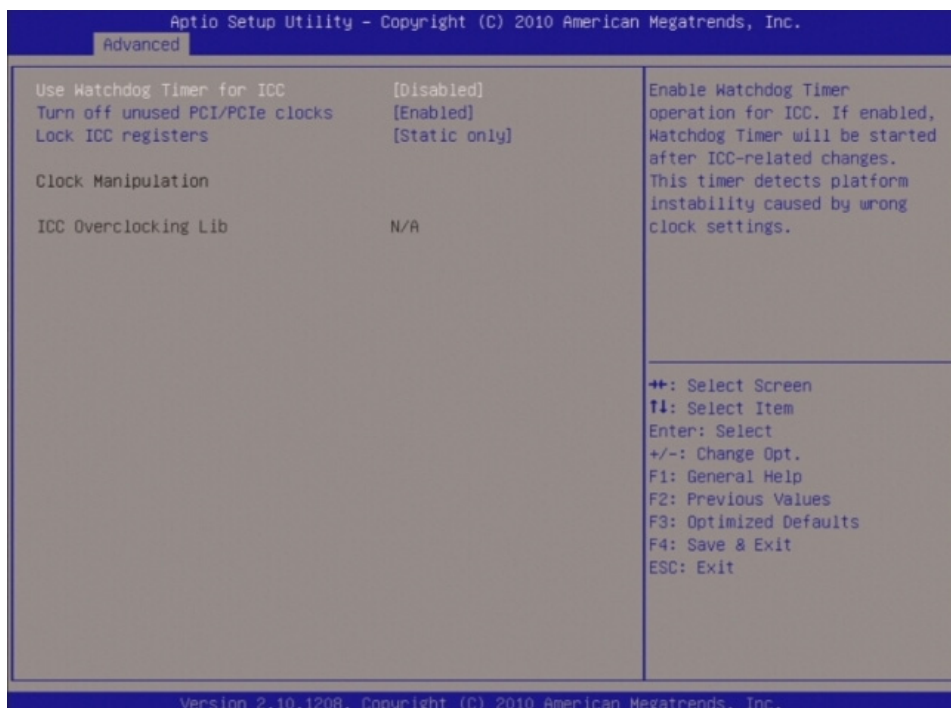 Aptio Setup Utility – Copyright (C) 2010 American Megatrends, Inc.
Advanced
Use Watchdog Timer for ICC [Disabled]
Turn off unused PCI/PCIe clocks [Enabled]
Lock ICC registers [Static only]
Clock Manipulation
ICC Overclocking Lib N/A
Enable Watchdog Timer
operation for ICC. If enabled,
Watchdog Timer will be started
after ICC-related changes.
This timer detects platform
instability caused by wrong
clock settings.
→←: Select Screen
↑↓: Select Item
Enter: Select
+/-: Change Opt.
F1: General Help
F2: Previous Values
F3: Optimized Defaults
F4: Save & Exit
ESC: Exit
Version 2.10.1208. Copyright (C) 2010 American Megatrends, Inc.